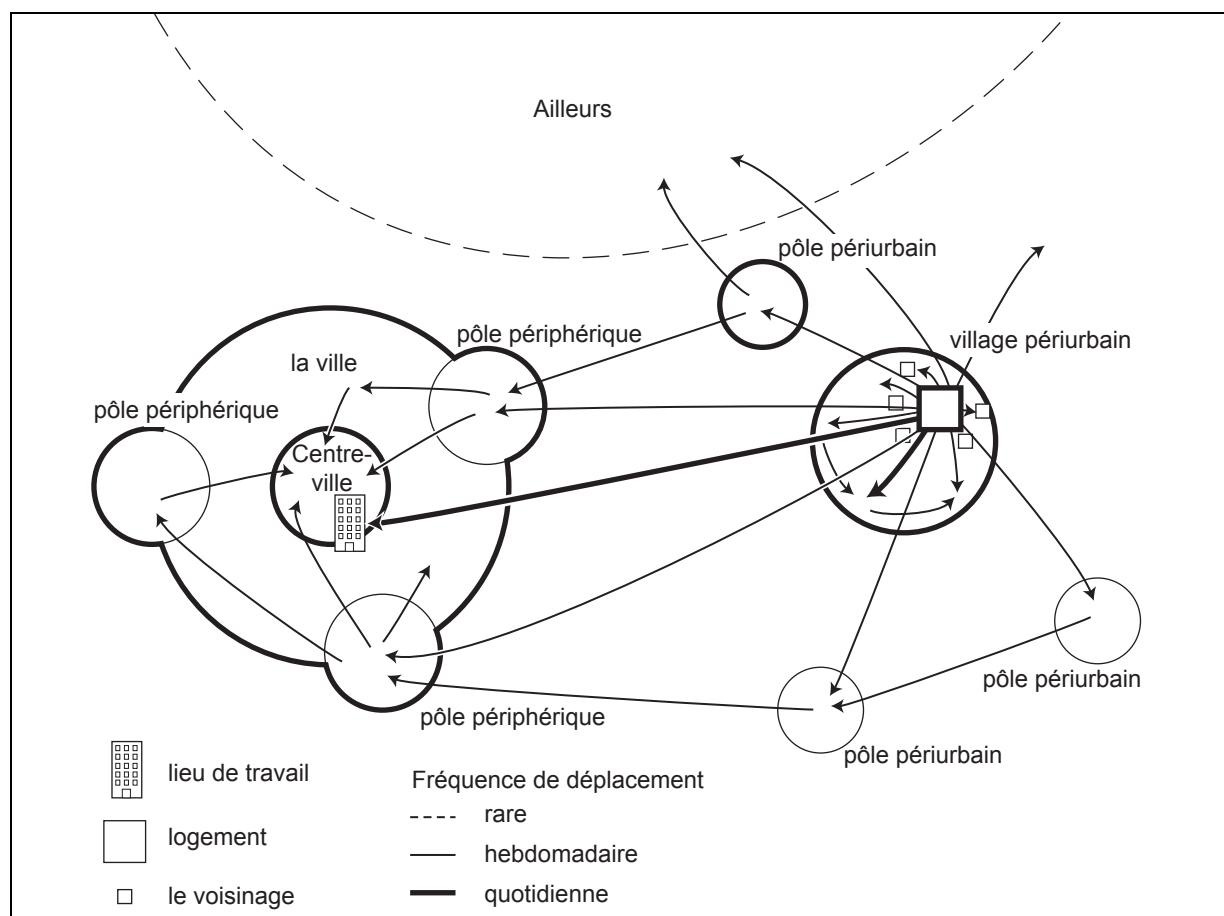 Ailleurs
pôle périurbain
pôle périphérique
village périurbain
la ville
pôle périphérique
Centre-
ville
pôle périurbain
pôle périphérique
pôle périurbain
lieu de travail
logement
le voisinage
Fréquence de déplacement
rare
hebdomadaire
quotidienne